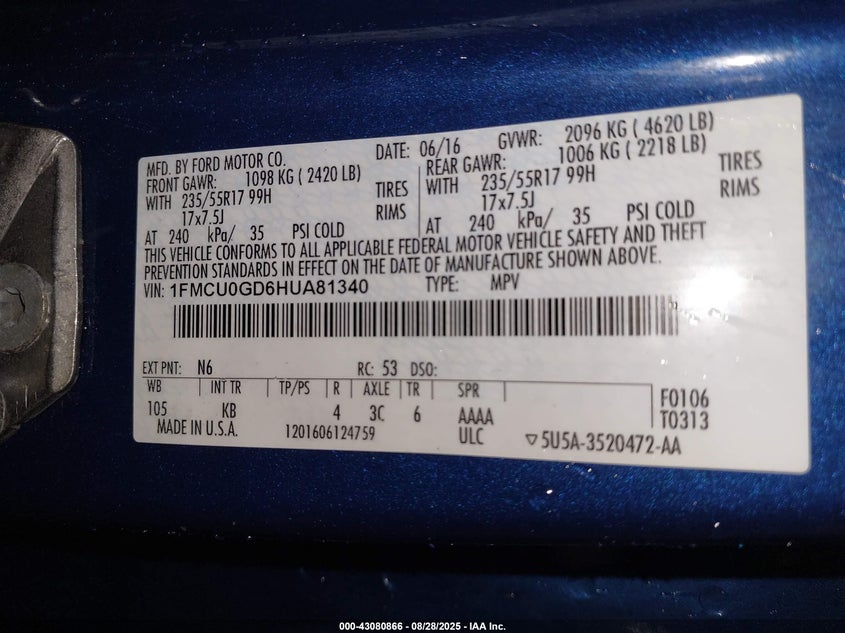 MFD. BY FORD MOTOR CO. DATE: 06/16 GVWR: 2096 KG ( 4620 LB)
FRONT GAWR: 1098 KG ( 2420 LB) REAR GAWR: 1006 KG ( 2218 LB)
WITH 235/55R17 99H TIRES WITH 235/55R17 99H TIRES
17x7.5J RIMS 17x7.5J RIMS
AT 240 kPa/ 35 PSI COLD AT 240 kPa/ 35 PSI COLD
THIS VEHICLE CONFORMS TO ALL APPLICABLE FEDERAL MOTOR VEHICLE SAFETY AND THEFT
PREVENTION STANDARDS IN EFFECT ON THE DATE OF MANUFACTURE SHOWN ABOVE.
VIN: 1FMCU0GD6HUA81340 TYPE: MPV
EXT PNT: N6 RC: 53 DSO:
WB INT TR TP/PS R AXLE TR SPR F0106
105 KB 4 3C 6 AAAA T0313
MADE IN U.S.A. 1201606124759 ULC ▽5U5A-3520472-AA
000-43080866 - 08/28/2025 - IAA Inc.